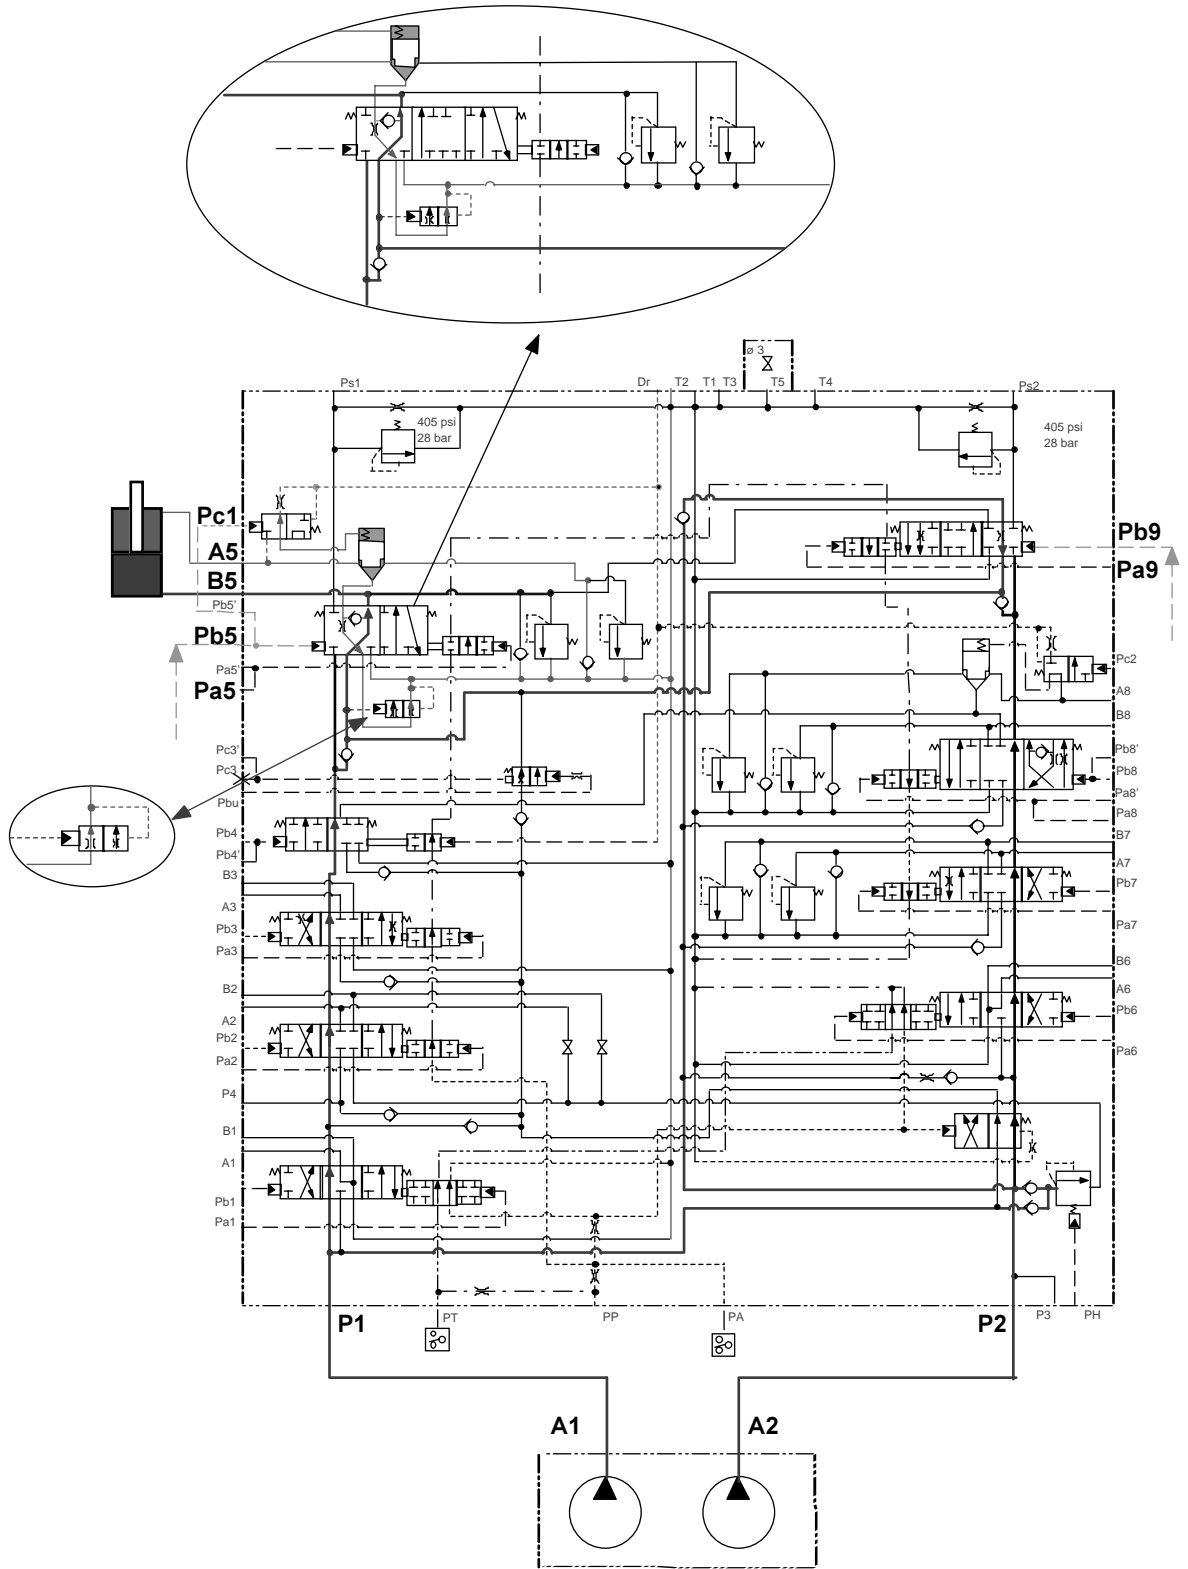 ø 3
Ps1
Dr
T2
T1
T3
T5
T4
Ps2
405 psi
28 bar
405 psi
28 bar
Pc1
A5
B5
Pb5'
Pb5
Pa5'
Pa5
Pc3'
Pc3
Pbu
Pb4
Pb4'
B3
A3
Pb3
Pa3
B2
A2
Pb2
Pa2
P4
B1
A1
Pb1
Pa1
Pb9
Pa9
Pc2
A8
B8
Pb8'
Pb8
Pa8'
Pa8
B7
A7
Pb7
Pa7
B6
A6
Pb6
Pa6
P1
PT
PP
PA
P2
P3
PH
A1
A2